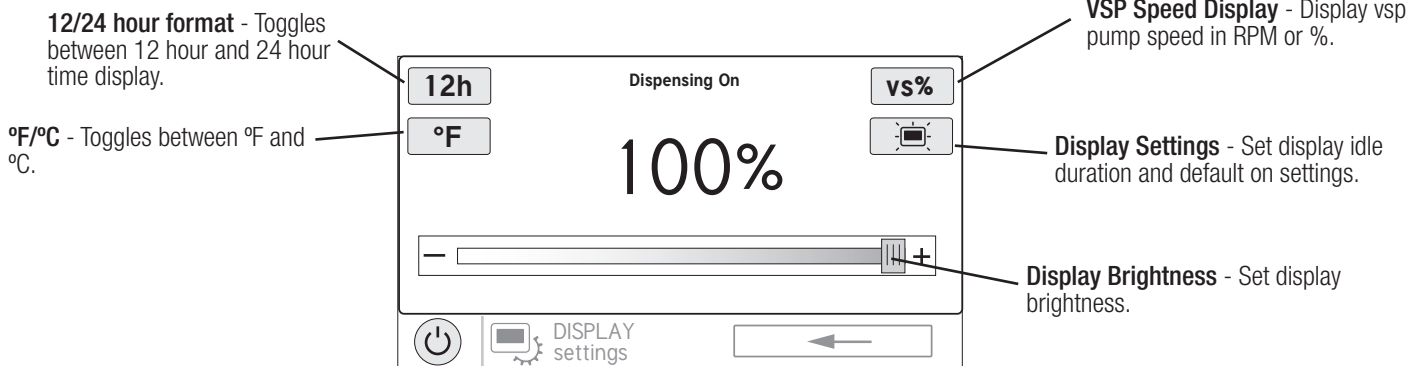 12/24 hour format - Toggles
between 12 hour and 24 hour
time display.
ºF/ºC - Toggles between ºF and
ºC.
12h
Dispensing On
vs%
°F
100%
− +
DISPLAY
settings
VSP Speed Display - Display vsp
pump speed in RPM or %.
Display Settings - Set display idle
duration and default on settings.
Display Brightness - Set display
brightness.